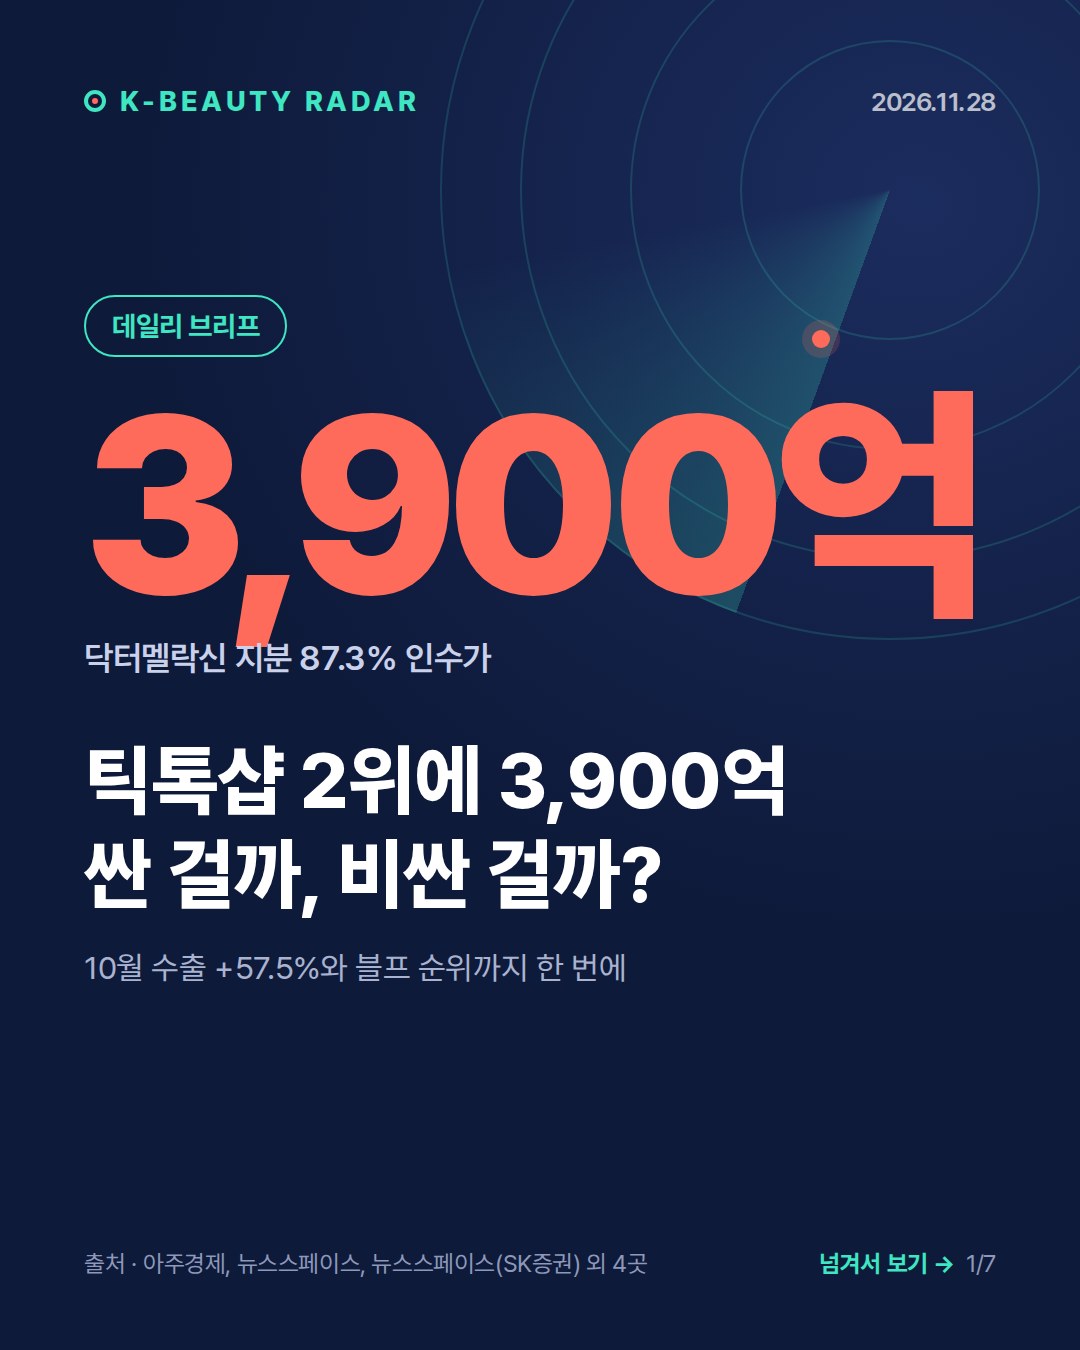 K-BEAUTY RADAR
2026.11.28
데일리 브리프
3,900억
닥터멜락신 지분 87.3% 인수가
틱톡샵 2위에 3,900억
싼 걸까, 비싼 걸까?
10월 수출 +57.5%와 블프 순위까지 한 번에
출처 · 아주경제, 뉴스스페이스, 뉴스스페이스(SK증권) 외 4곳
넘겨서 보기 → 1/7